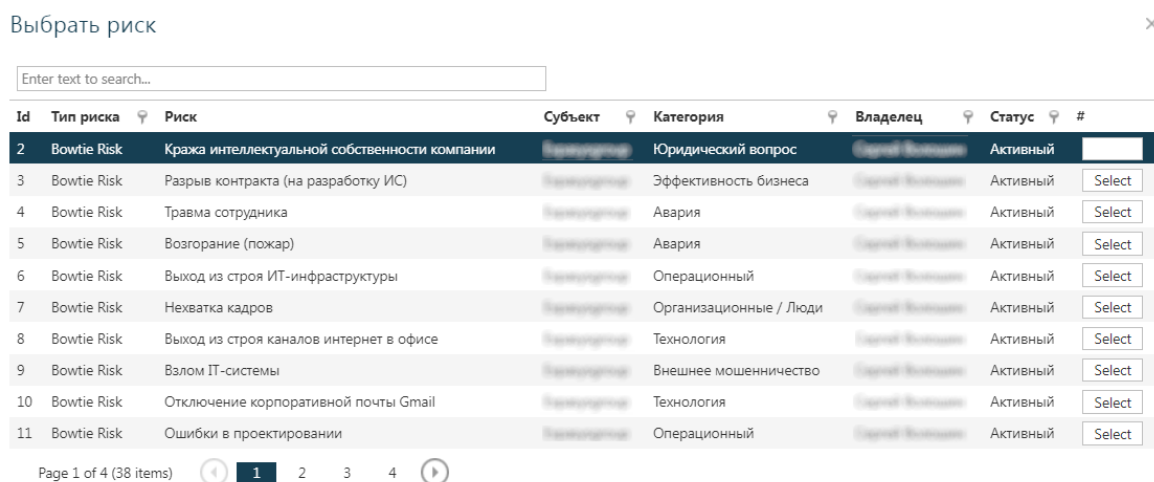 Выбрать риск
Enter text to search...
Id Тип риска Риск Субъект Категория Владелец Статус #
2 Bowtie Risk Кража интеллектуальной собственности компании Юридический вопрос Активный
3 Bowtie Risk Разрыв контракта (на разработку ИС) Эффективность бизнеса Активный Select
4 Bowtie Risk Травма сотрудника Авария Активный Select
5 Bowtie Risk Возгорание (пожар) Авария Активный Select
6 Bowtie Risk Выход из строя ИТ-инфраструктуры Операционный Активный Select
7 Bowtie Risk Нехватка кадров Организационные / Люди Активный Select
8 Bowtie Risk Выход из строя каналов интернет в офисе Технология Активный Select
9 Bowtie Risk Взлом IT-системы Внешнее мошенничество Активный Select
10 Bowtie Risk Отключение корпоративной почты Gmail Технология Активный Select
11 Bowtie Risk Ошибки в проектировании Операционный Активный Select
Page 1 of 4 (38 items) 1 2 3 4